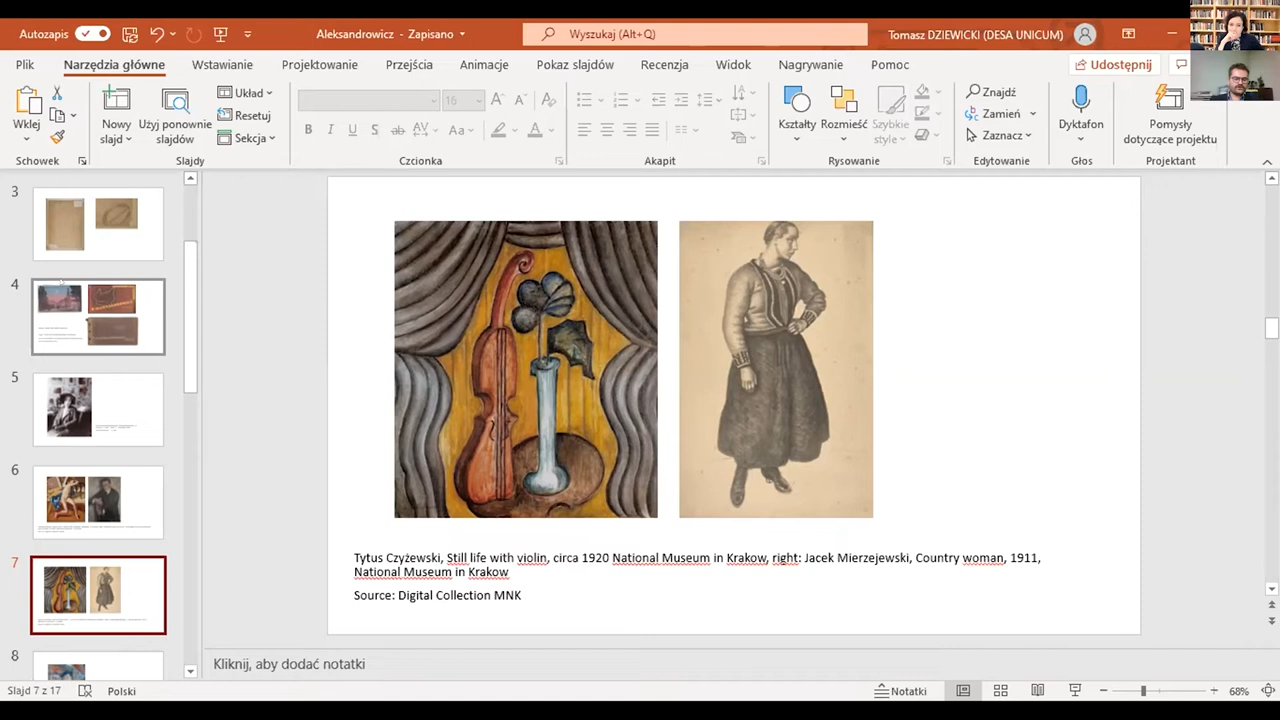 Autozapis
Aleksandrowicz - Zapisano
Wyszukaj (Alt+Q)
Tomasz DZIEWICKI (DESA UNICUM)
Plik
Narzędzia główne
Wstawianie
Projektowanie
Przejścia
Animacje
Pokaz slajdów
Recenzja
Widok
Nagrywanie
Pomoc
Udostępnij
Wklej
Nowy slajd
Użyj ponownie slajdów
Układ
Resetuj
Sekcja
16
Kształty
Rozmieść
Szybkie style
Znajdź
Zamień
Zaznacz
Dyktafon
Pomysły dotyczące projektu
Schowek
Slajdy
Czcionka
Akapit
Rysowanie
Edytowanie
Głos
Projektant
3
4
5
6
7
8
Tytus Czyżewski, Still life with violin, circa 1920 National Museum in Krakow, right: Jacek Mierzejewski, Country woman, 1911,
National Museum in Krakow
Source: Digital Collection MNK
Kliknij, aby dodać notatki
Slajd 7 z 17
Polski
Notatki
68%